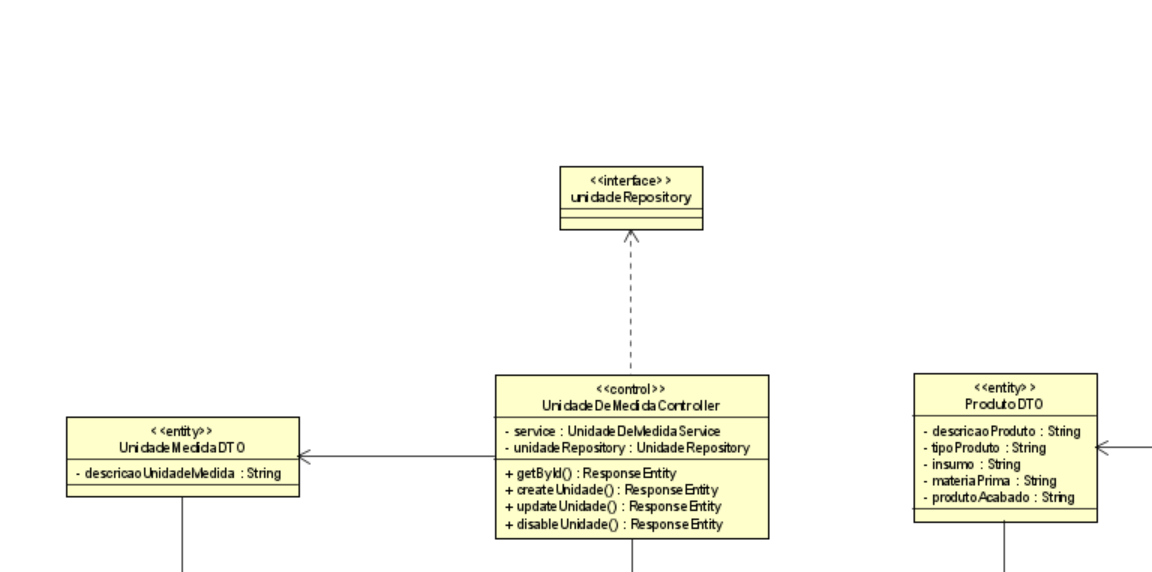 <<interface>>
unidadeRepository
<<control>>
UnidadeDeMedidaController
- service : UnidadeDeMedidaService
- unidadeRepository : UnidadeRepository
+ getById() : ResponseEntity
+ createUnidade() : ResponseEntity
+ updateUnidade() : ResponseEntity
+ disableUnidade() : ResponseEntity
<<entity>>
UnidadeMedidaDTO
- descricaoUnidadeMedida : String
<<entity>>
ProdutoDTO
- descricaoProduto : String
- tipoProduto : String
- insumo : String
- materiaPrima : String
- produtoAcabado : String